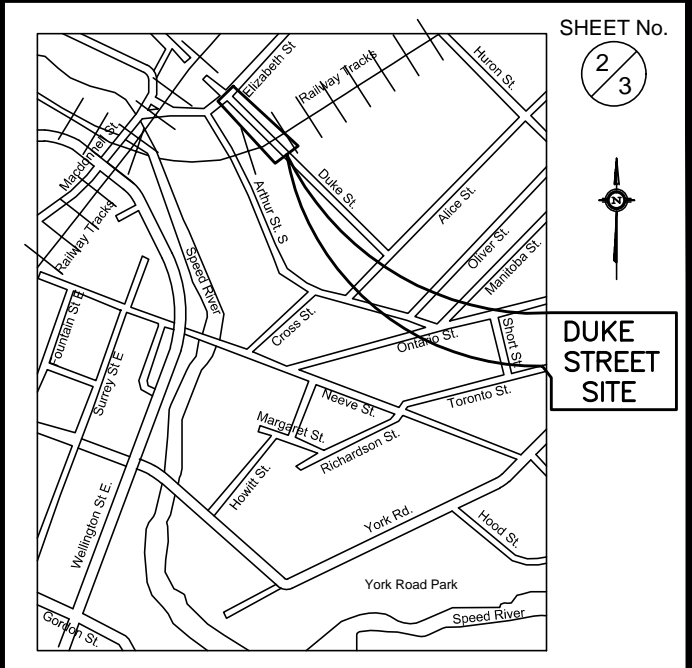 SHEET No.
2
3
Elizabeth St
Huron St.
Railway Tracks
Macdonnell St.
Duke St.
Arthur St. S
Alice St.
N
Railway Tracks
Speed River
Oliver St.
Manitoba St.
Cross St.
Ontario St.
Short St.
DUKE
STREET
SITE
ountain St E
Surrey St E
Neeve St.
Toronto St.
Margaret St.
Richardson St.
Howitt St.
Wellington St E.
York Rd.
Hood St.
York Road Park
Speed River
Gordon St.